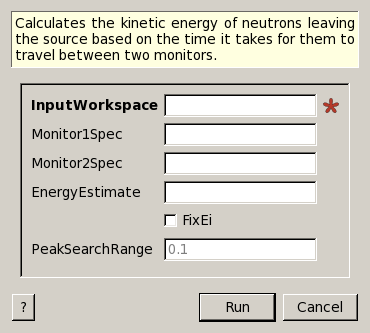 Calculates the kinetic energy of neutrons leaving
the source based on the time it takes for them to
travel between two monitors.
InputWorkspace *
Monitor1Spec
Monitor2Spec
EnergyEstimate
FixEi
PeakSearchRange 0.1
? Run Cancel